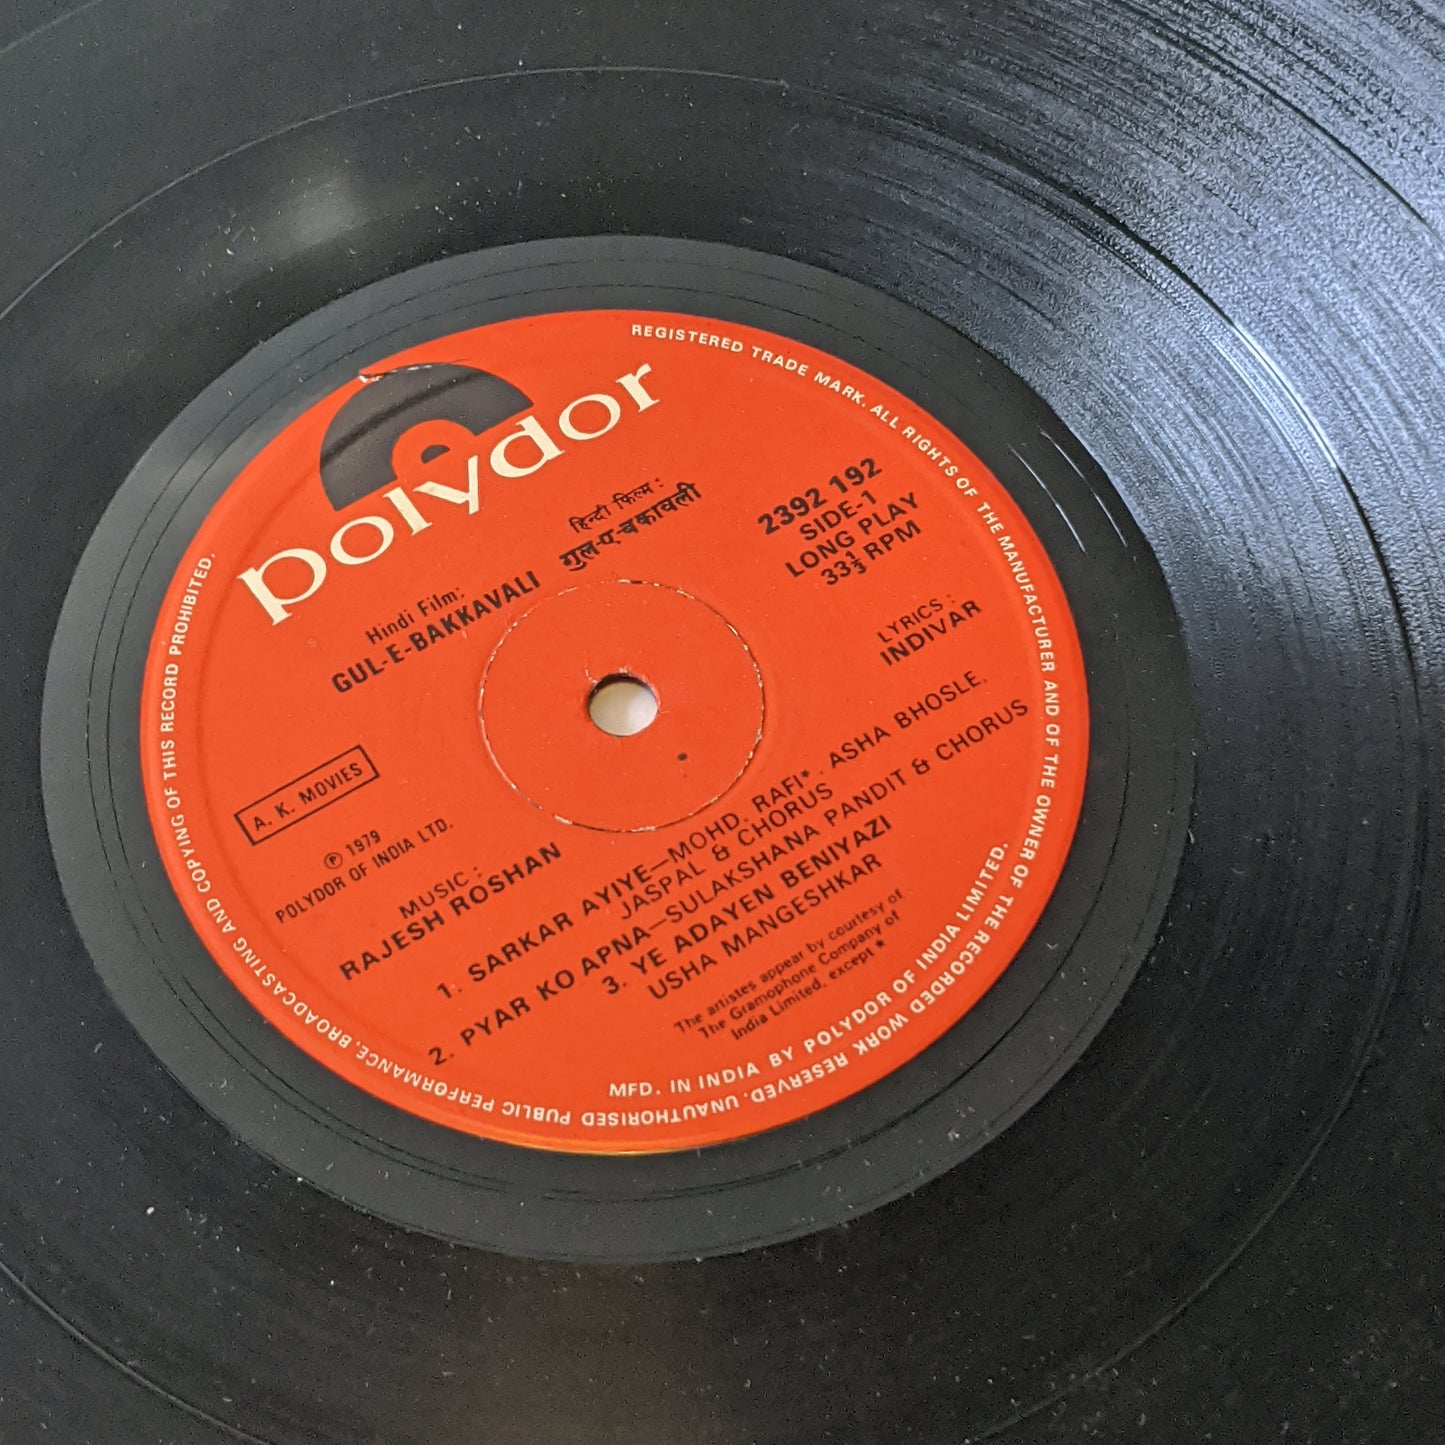 polydor
हिन्दी फिल्म :
गुल-ए-बकावली
Hindi Film:
GUL-E-BAKKAVALI
2392 192
SIDE-1
LONG PLAY
33⅓ RPM
LYRICS :
INDIVAR
A. K. MOVIES
℗ 1979
POLYDOR OF INDIA LTD.
MUSIC :
RAJESH ROSHAN
1. SARKAR AYIYE—MOHD. RAFI*. ASHA BHOSLE,
JASPAL & CHORUS
2. PYAR KO APNA—SULAKSHANA PANDIT & CHORUS
3. YE ADAYEN BENIYAZI
USHA MANGESHKAR
The artistes appear by courtesy of
The Gramophone Company of
India Limited, except *
MFD. IN INDIA BY POLYDOR OF INDIA LIMITED.
REGISTERED TRADE MARK. ALL RIGHTS OF THE MANUFACTURER AND OF THE OWNER OF THE RECORDED WORK RESERVED. UNAUTHORISED PUBLIC PERFORMANCE, BROADCASTING AND COPYING OF THIS RECORD PROHIBITED.